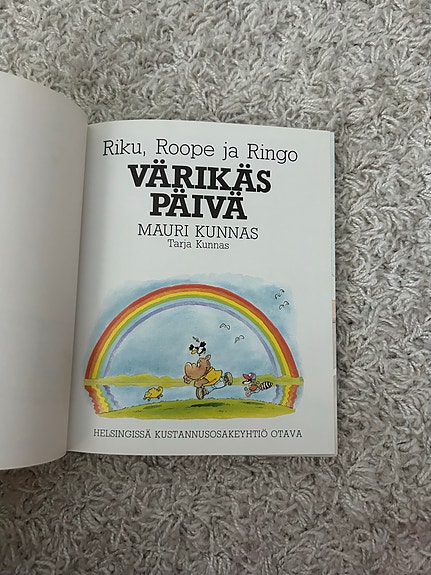 Riku, Roope ja Ringo
VÄRIKÄS
PÄIVÄ
MAURI KUNNAS
Tarja Kunnas
HELSINGISSÄ KUSTANNUSOSAKEYHTIÖ OTAVA